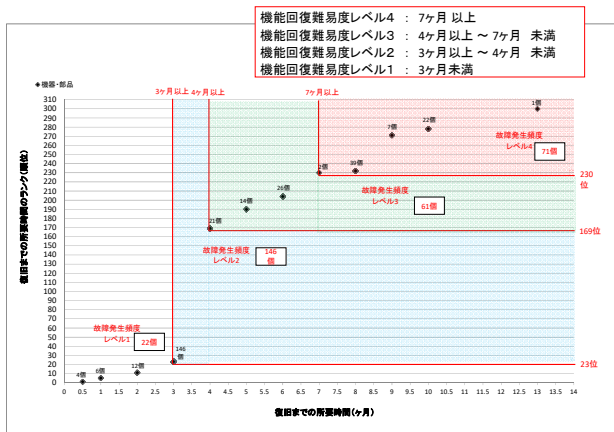 機能回復難易度レベル4 ： 7ヶ月 以上
機能回復難易度レベル3 ： 4ヶ月以上 ～ 7ヶ月 未満
機能回復難易度レベル2 ： 3ヶ月以上 ～ 4ヶ月 未満
機能回復難易度レベル1 ： 3ヶ月未満
◆機器・部品
3ヶ月以上 4ヶ月以上 7ヶ月以上
復旧までの所要時間のランク(順位)
310
300
290
280
270
260
250
240
230
220
210
200
190
180
170
160
150
140
130
120
110
100
90
80
70
60
50
40
30
20
10
0
1個
7個
22個
故障発生頻度
レベル4
71個
2個
39個
230
位
26個
故障発生頻度
レベル3
14個
61個
21個
169位
故障発生頻度
レベル2
146
個
故障発生頻度
レベル1
22個
146
個
23位
12個
6個
4個
0 0.5 1 1.5 2 2.5 3 3.5 4 4.5 5 5.5 6 6.5 7 7.5 8 8.5 9 9.5 10 10.5 11 11.5 12 12.5 13 13.5 14
復旧までの所要時間(ヶ月)